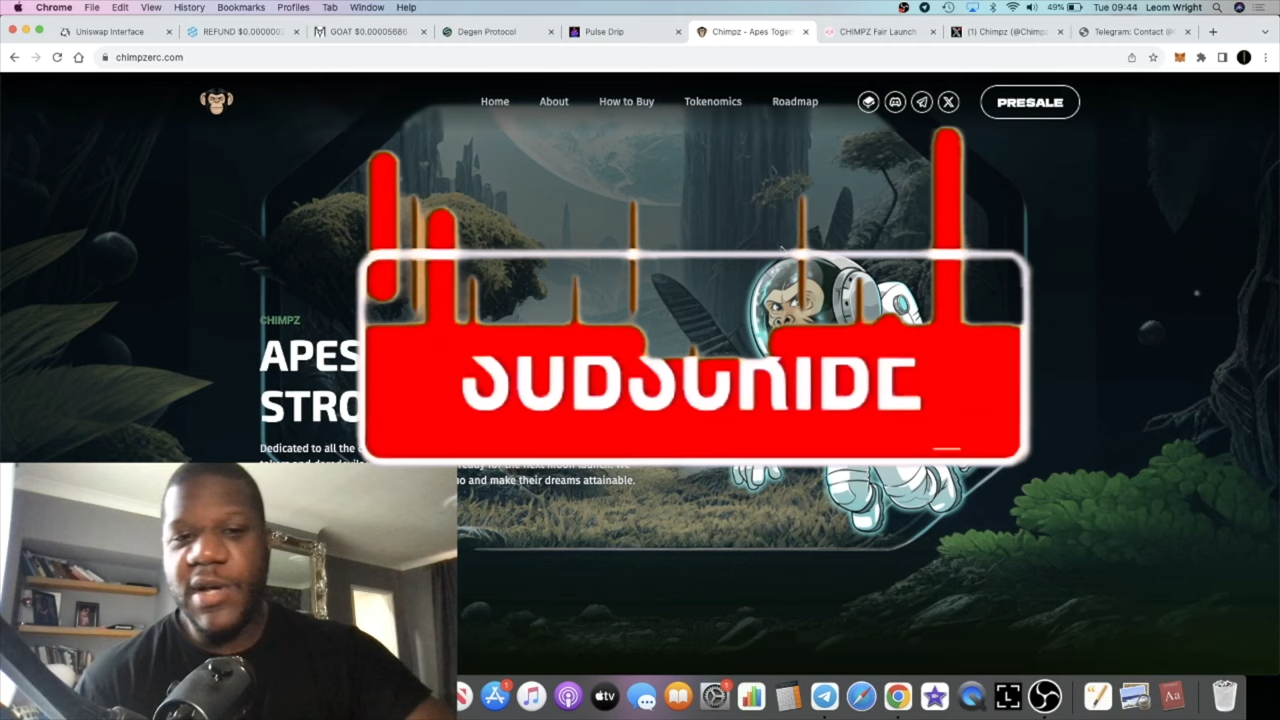 Chrome File Edit View History Bookmarks Profiles Tab Window Help 49% Tue 09:44 Leom Wright
Uniswap Interface REFUND $0.000000 GOAT $0.00005686 Degen Protocol Pulse Drip Chimpz - Apes Toget CHIMPZ Fair Launch (1) Chimpz (@Chimp Telegram: Contact @
chimpzerc.com
Home About How to Buy Tokenomics Roadmap PRESALE
CHIMPZ
APES
STRO
SUBSCRIBE
Dedicated to all the
ready for the next moon launch. We
uo and make their dreams attainable.